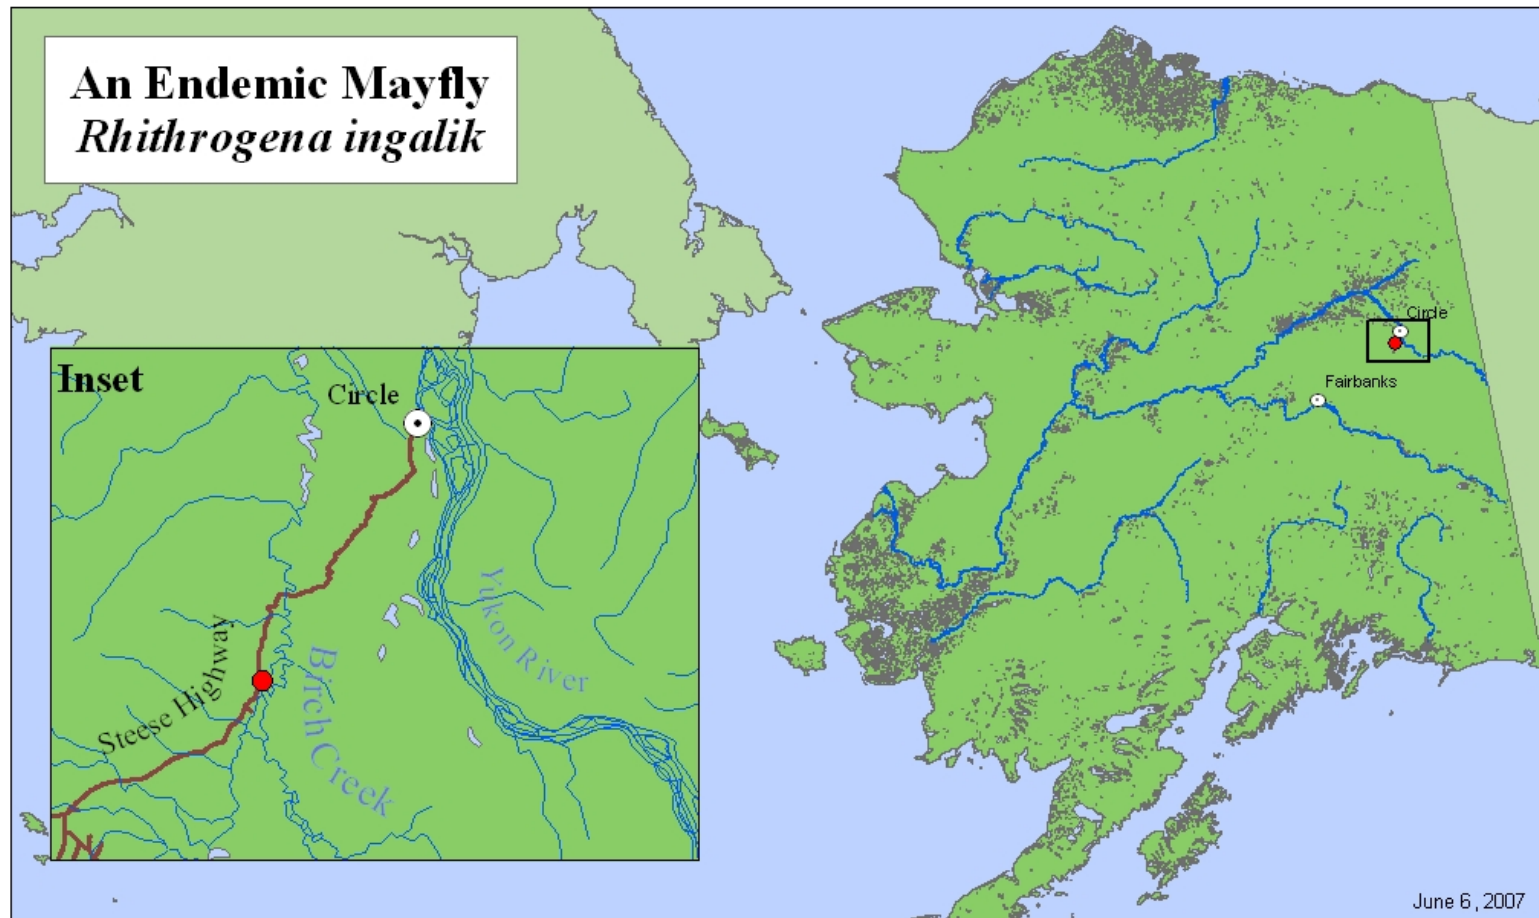 An Endemic Mayfly
Rhithrogena ingalik
Circle
Fairbanks
Inset
Circle
Yukon River
Steese Highway
Birch Creek
June 6, 2007